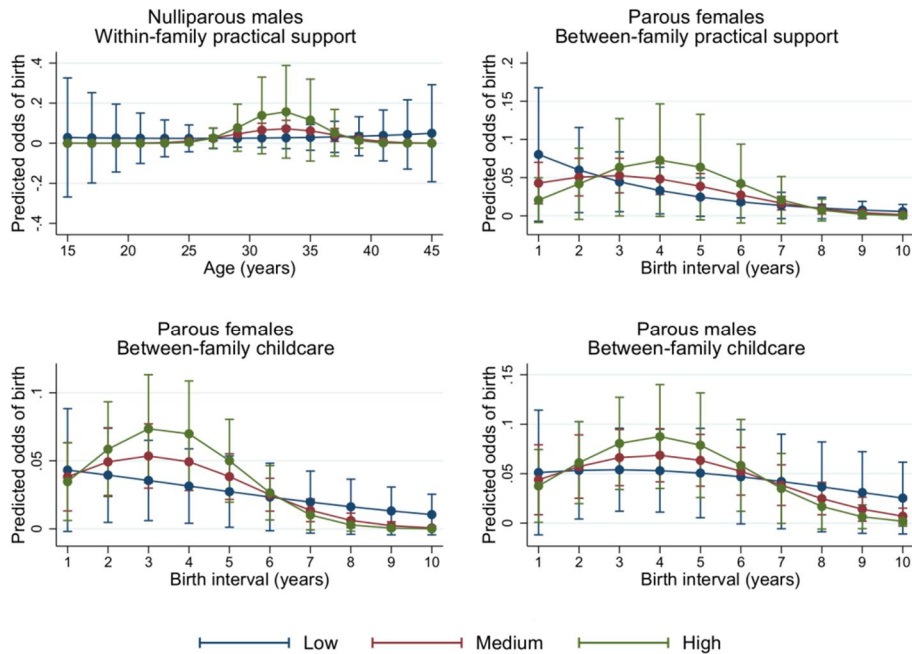 Nulliparous males
Within-family practical support
Predicted odds of birth
.4
.2
0
-.2
-.4
15 20 25 30 35 40 45
Age (years)
Parous females
Between-family practical support
Predicted odds of birth
.2
.15
.1
.05
0
1 2 3 4 5 6 7 8 9 10
Birth interval (years)
Parous females
Between-family childcare
Predicted odds of birth
.1
.05
0
1 2 3 4 5 6 7 8 9 10
Birth interval (years)
Parous males
Between-family childcare
Predicted odds of birth
.15
.1
.05
0
1 2 3 4 5 6 7 8 9 10
Birth interval (years)
Low Medium High